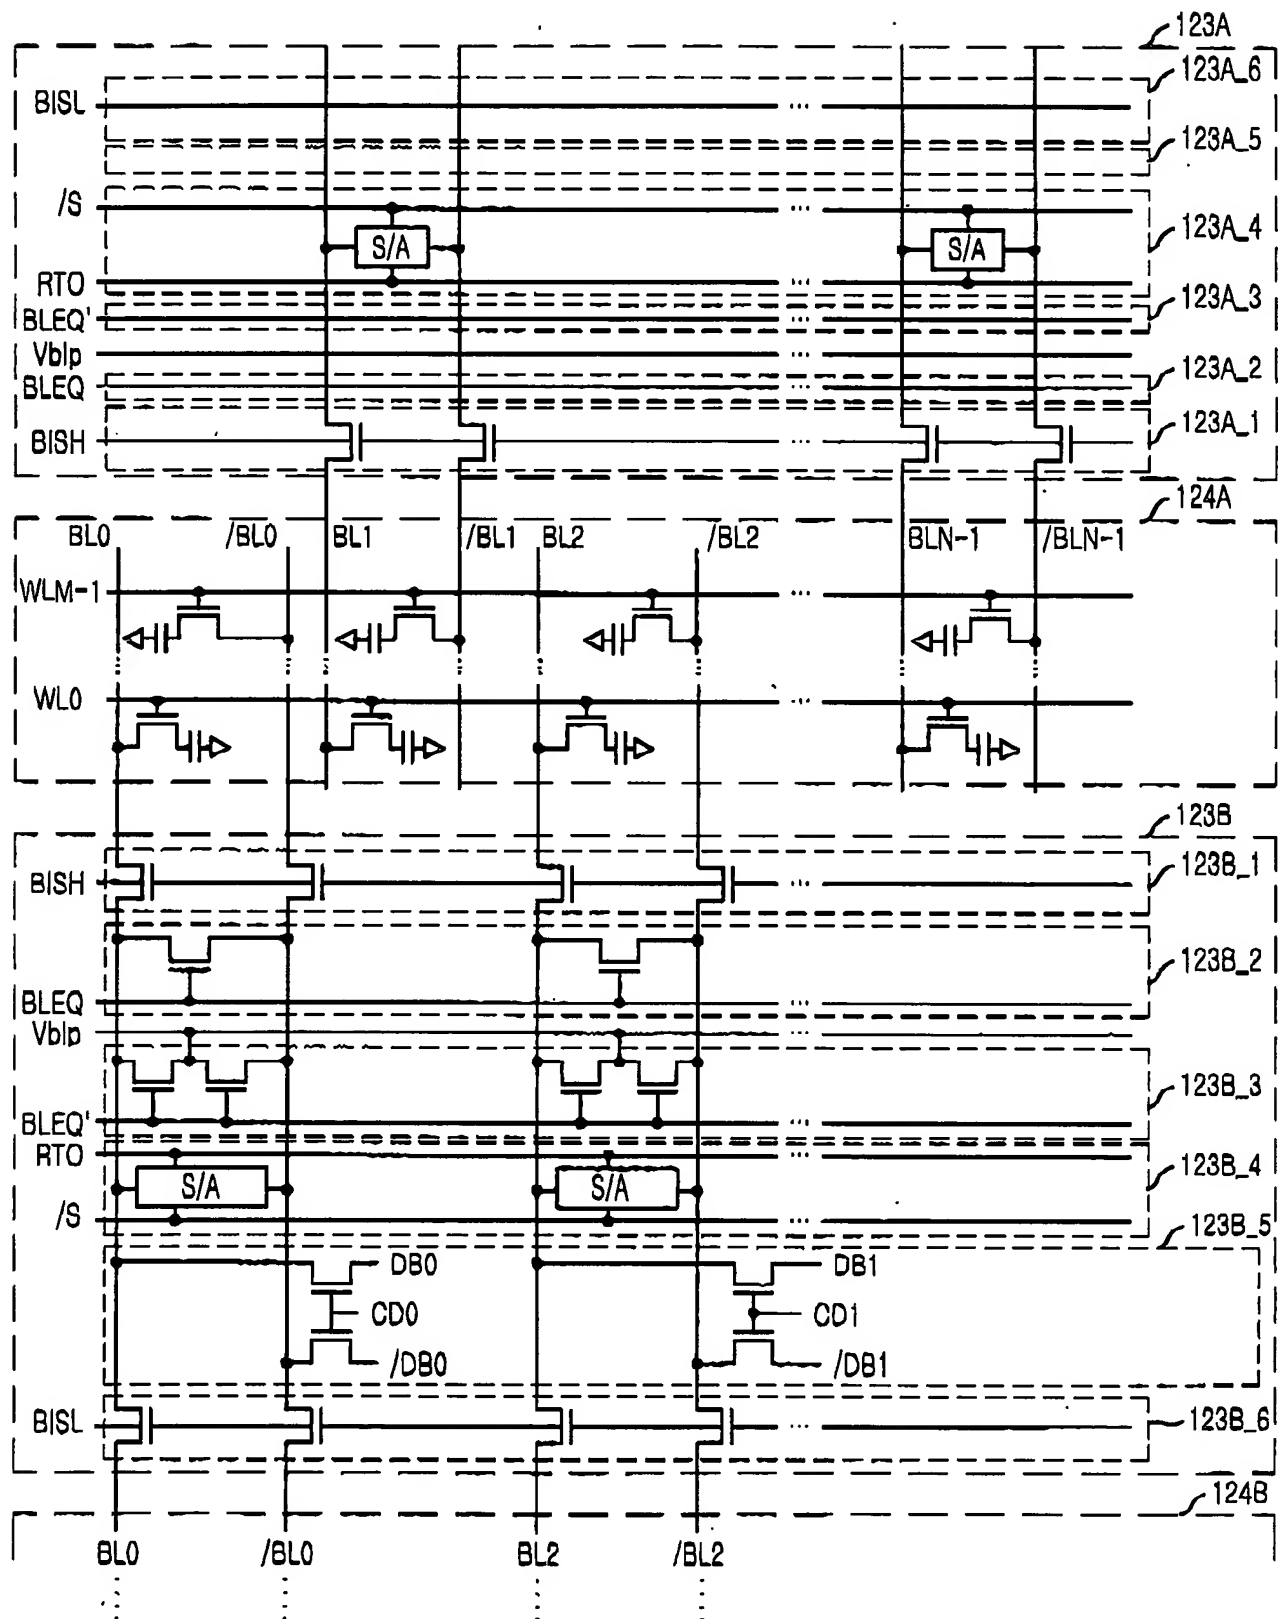 123A
123A_6
BISL
123A_5
/S
S/A
S/A
123A_4
RTO
123A_3
BLEQ'
Vblp
123A_2
BLEQ
123A_1
BISH
124A
BL0 /BL0 BL1 /BL1 BL2 /BL2 BLN-1 /BLN-1
WLM-1
WL0
123B
BISH
123B_1
123B_2
BLEQ
Vblp
123B_3
BLEQ'
RTO
S/A
S/A
123B_4
/S
123B_5
DB0 DB1
CD0 CD1
/DB0 /DB1
BISL
123B_6
124B
BL0 /BL0 BL2 /BL2